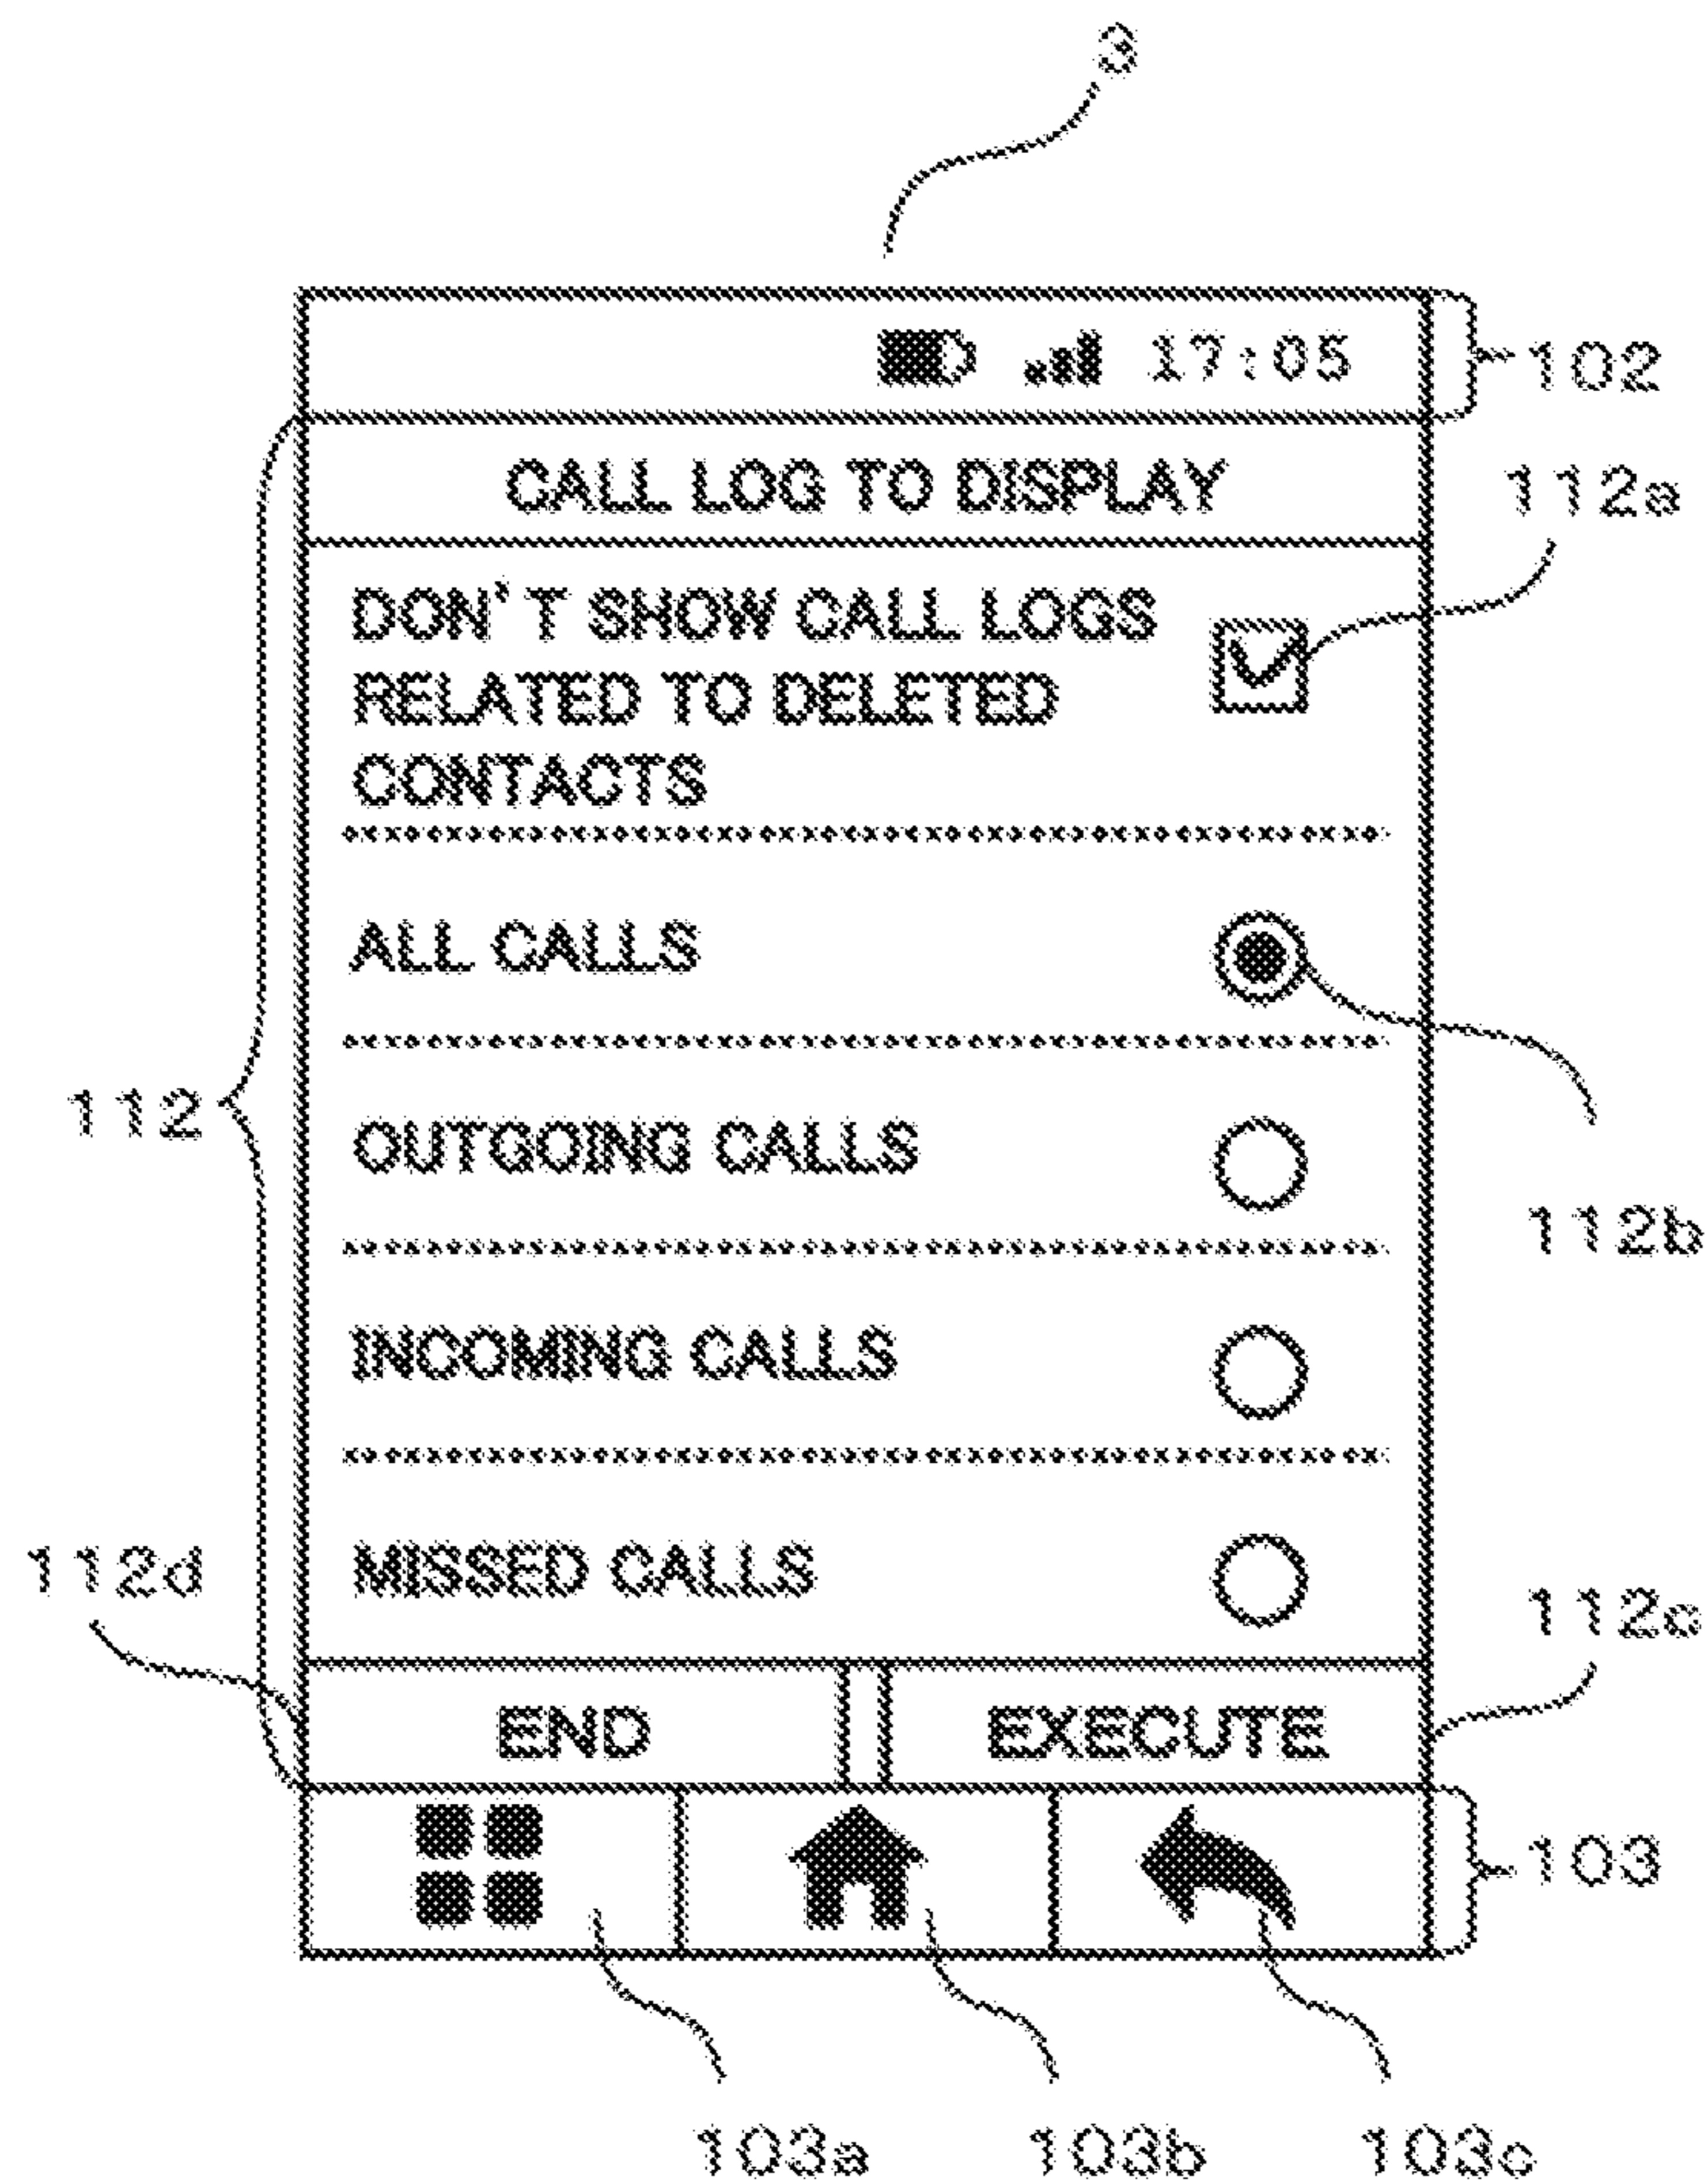 3
17:05
102
CALL LOG TO DISPLAY
112a
DON'T SHOW CALL LOGS
RELATED TO DELETED
CONTACTS
ALL CALLS
112
OUTGOING CALLS
112b
INCOMING CALLS
112d
MISSED CALLS
112c
END
EXECUTE
103
103a
103b
103c